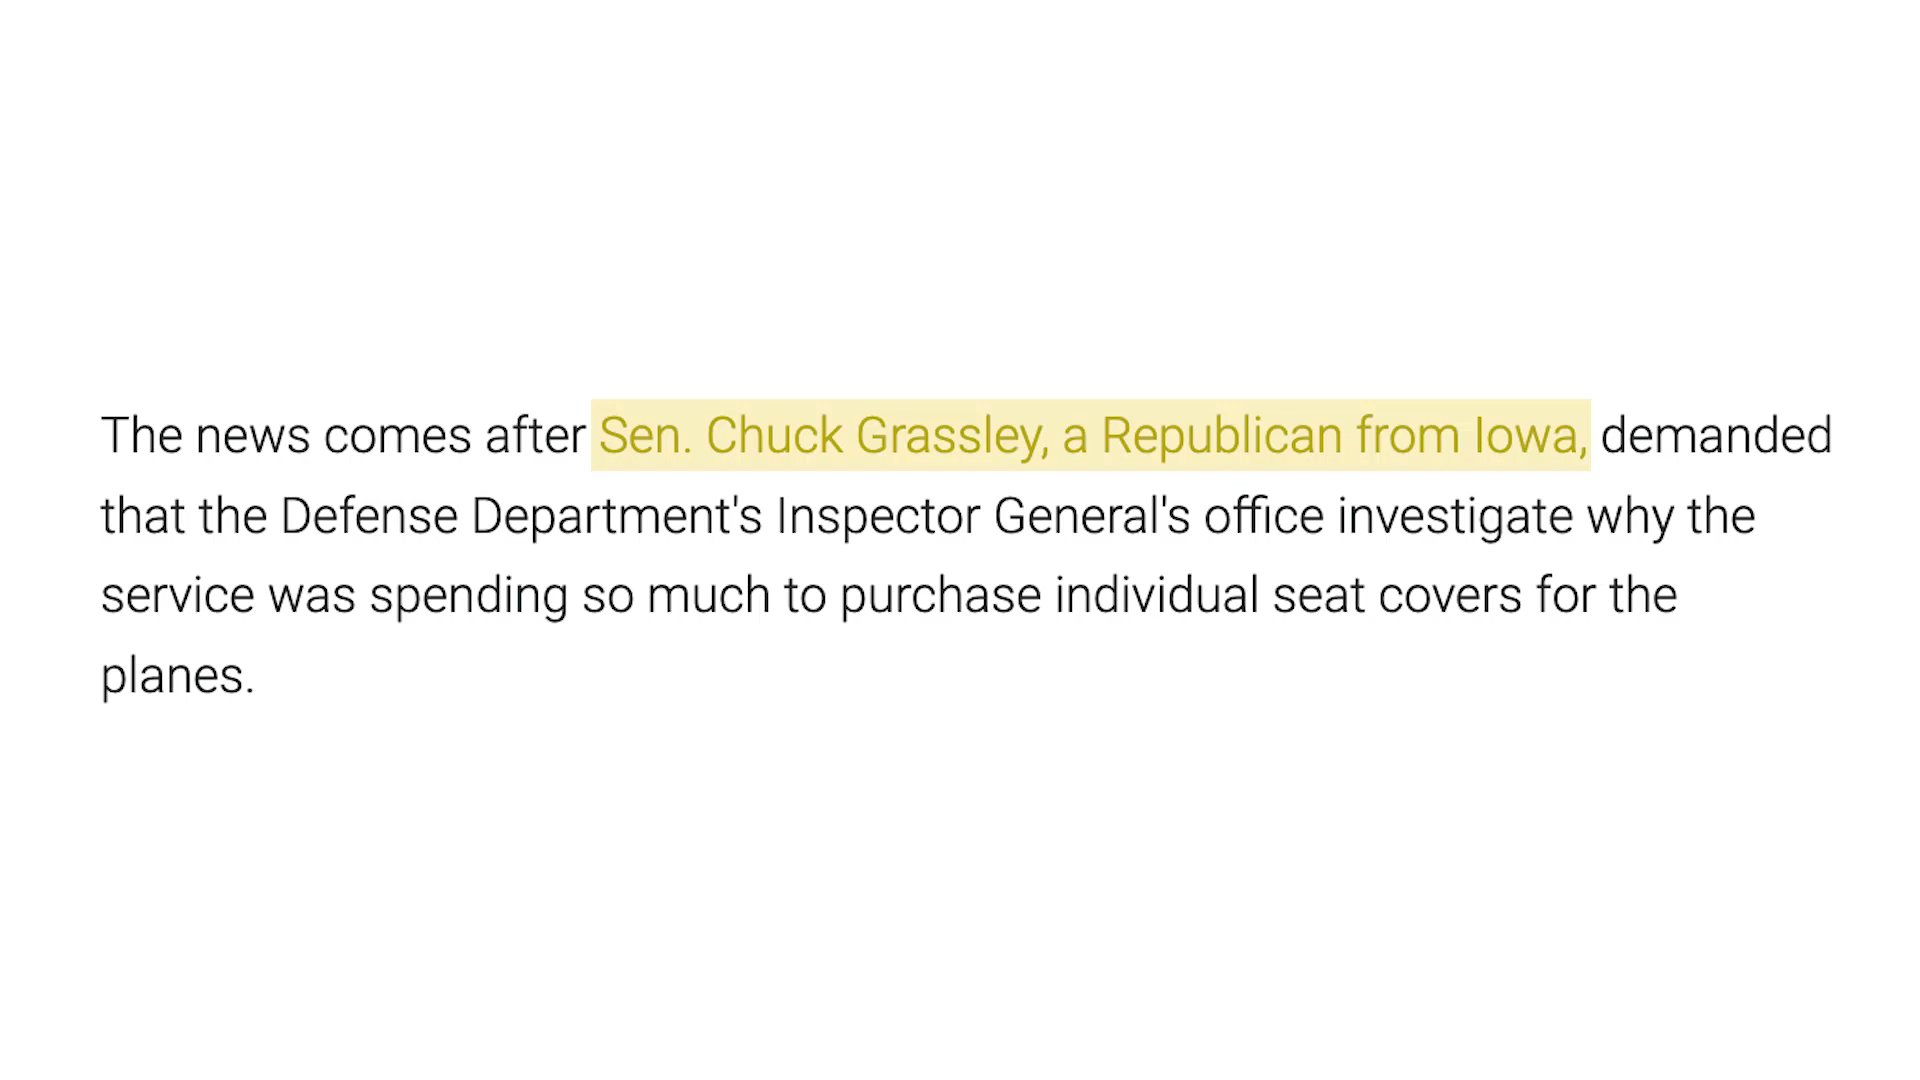 The news comes after Sen. Chuck Grassley, a Republican from Iowa, demanded
that the Defense Department's Inspector General's office investigate why the
service was spending so much to purchase individual seat covers for the
planes.